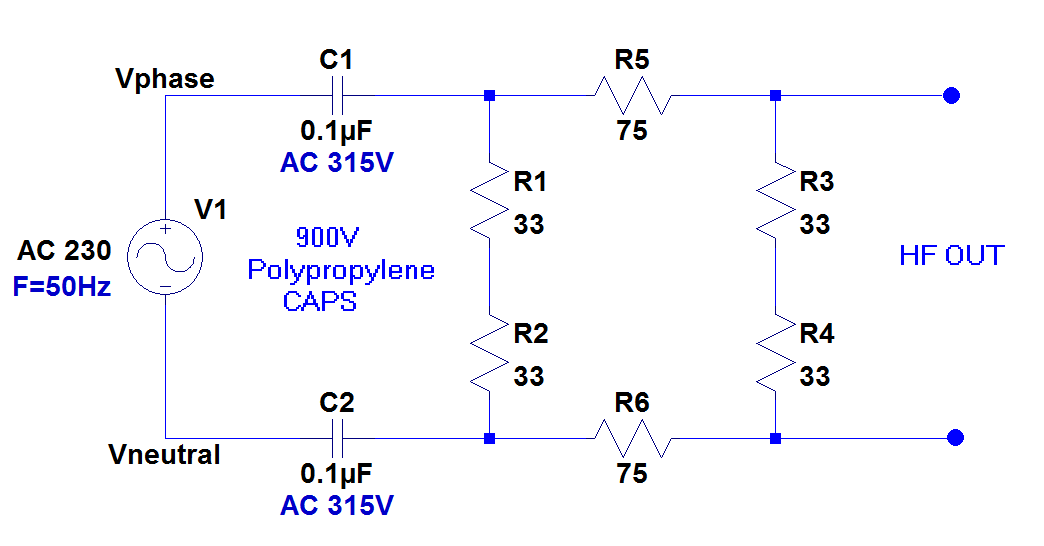 C1
R5
Vphase
0.1µF
75
AC 315V
R1
R3
V1
33
33
900V
AC 230
HF OUT
Polypropylene
F=50Hz
CAPS
R2
R4
33
33
C2
R6
Vneutral
0.1µF
75
AC 315V